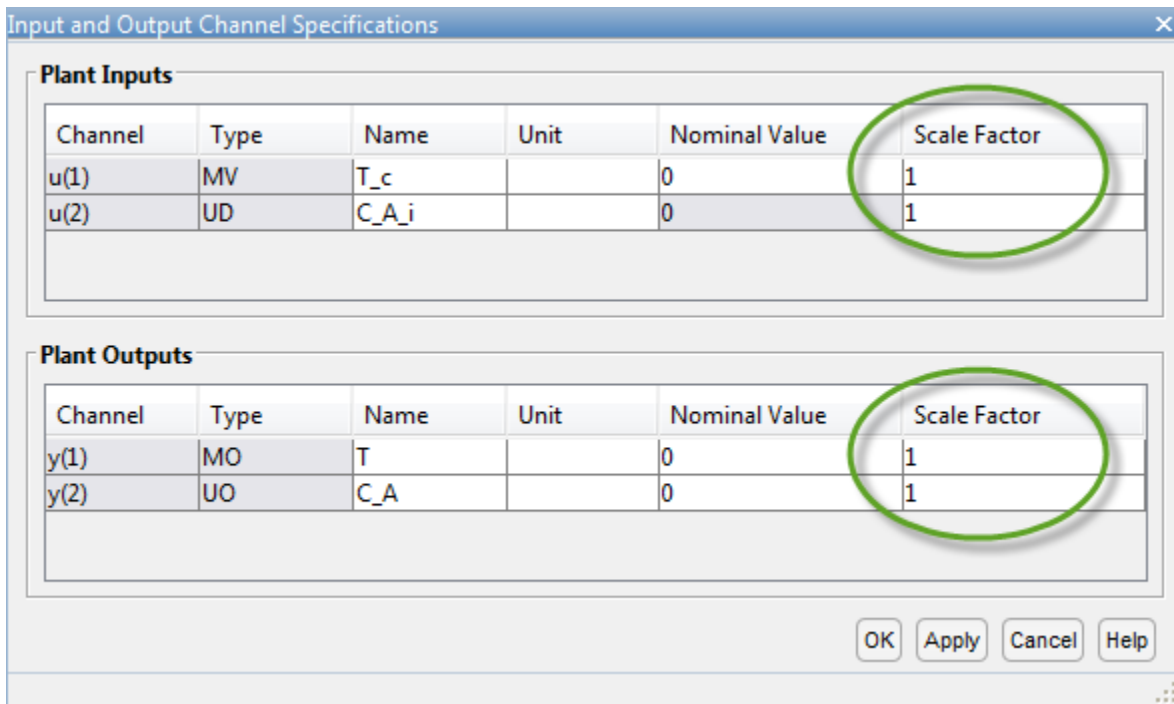 Input and Output Channel Specifications
Plant Inputs
Channel Type Name Unit Nominal Value Scale Factor
u(1) MV T_c 0 1
u(2) UD C_A_i 0 1
Plant Outputs
Channel Type Name Unit Nominal Value Scale Factor
y(1) MO T 0 1
y(2) UO C_A 0 1
OK Apply Cancel Help